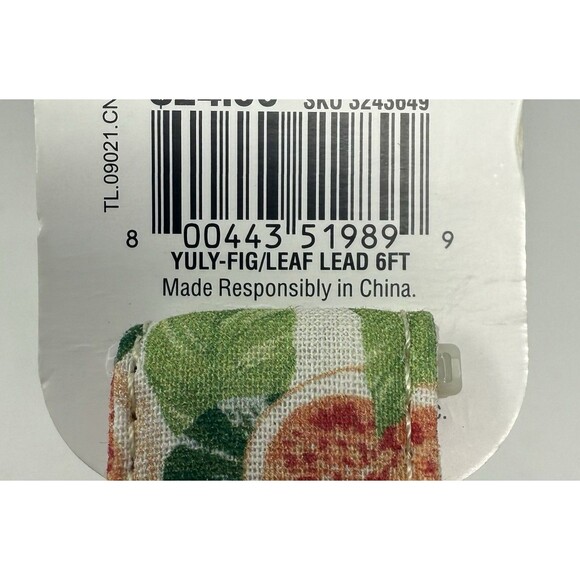 SKU 3243649
TL.09021.CN
8 00443 51989 9
YULY-FIG/LEAF LEAD 6FT
Made Responsibly in China.